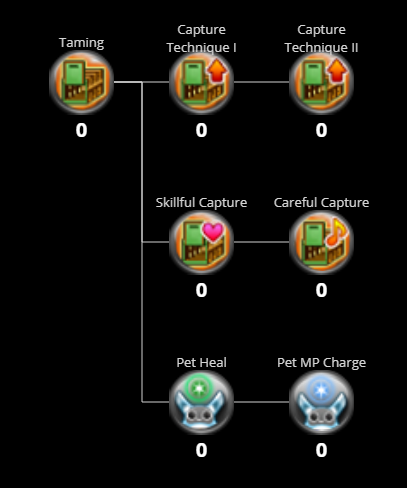 Taming
Capture
Technique I
Capture
Technique II
0
0
0
Skillful Capture
Careful Capture
0
0
Pet Heal
Pet MP Charge
0
0